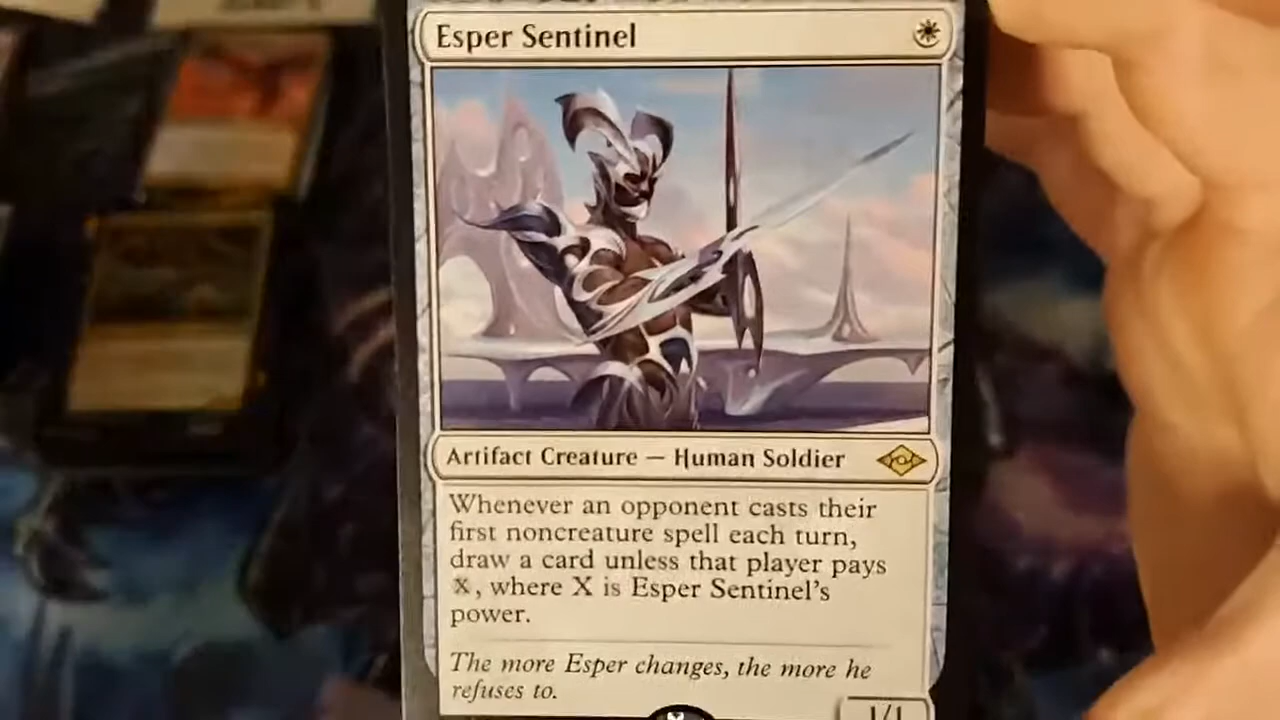 Esper Sentinel
Artifact Creature — Human Soldier
Whenever an opponent casts their
first noncreature spell each turn,
draw a card unless that player pays
X, where X is Esper Sentinel's
power.
The more Esper changes, the more he
refuses to.
1/1